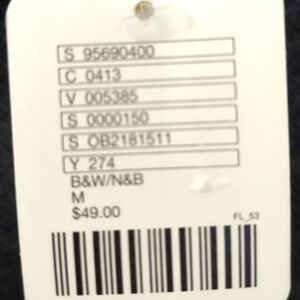 S 95690400
C 0413
V 005385
S 0000150
S OB2181511
Y 274
B&W/N&B
M
$49.00
FL_53